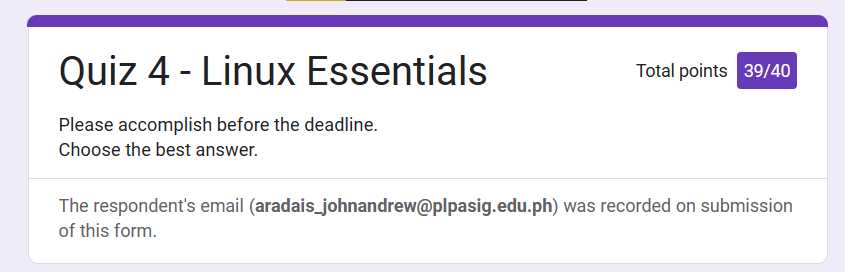 Quiz 4 - Linux Essentials
Total points 39/40
Please accomplish before the deadline.
Choose the best answer.
The respondent's email (aradais_johnandrew@plpasig.edu.ph) was recorded on submission
of this form.